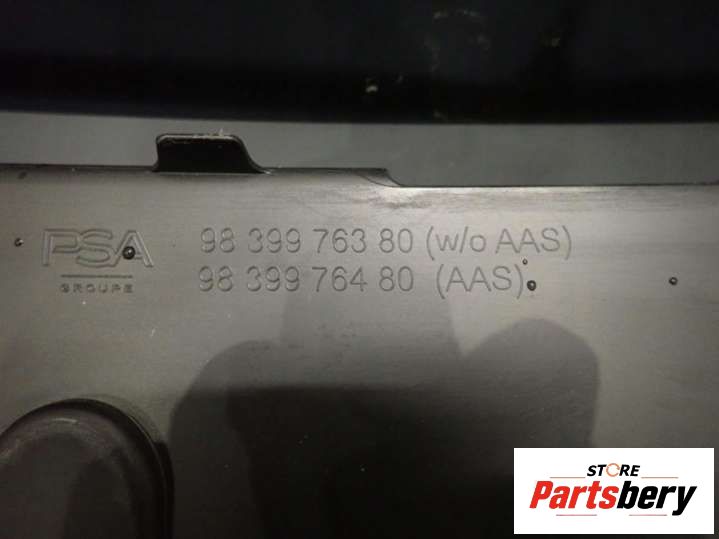 PSA
GROUPE
98 399 763 80 (w/o AAS)
98 399 764 80 (AAS)
STORE
Partsbery